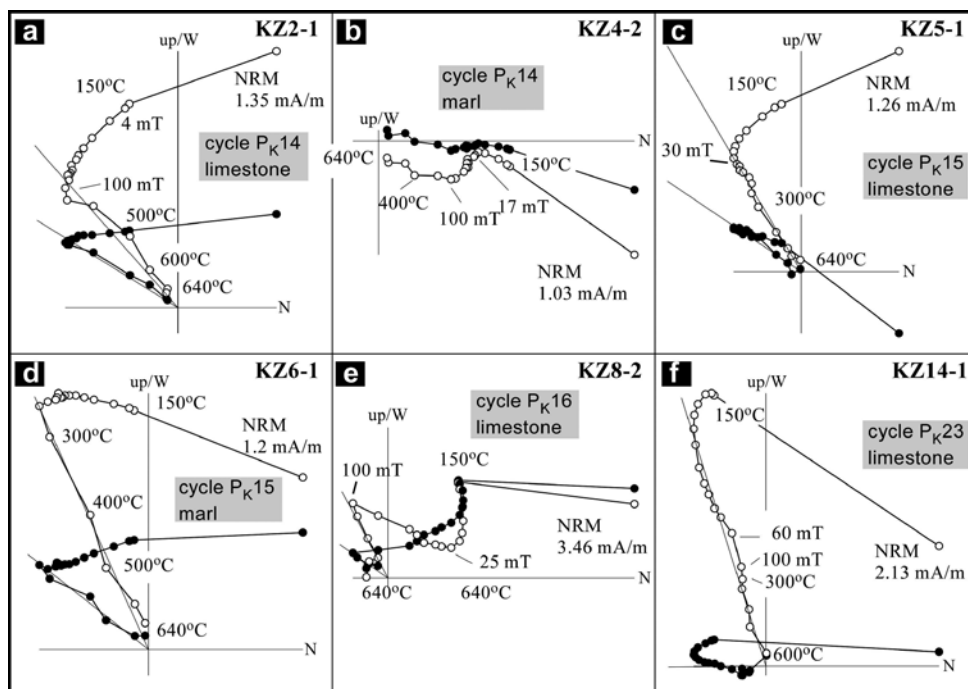 a
KZ2-1
up/W
150°C
NRM
1.35 mA/m
4 mT
cycle PK14
limestone
100 mT
500°C
600°C
640°C
N
b
KZ4-2
cycle PK14
marl
up/W
N
640°C
150°C
400°C
17 mT
100 mT
NRM
1.03 mA/m
c
KZ5-1
up/W
150°C
NRM
1.26 mA/m
30 mT
cycle PK15
limestone
300°C
640°C
N
d
KZ6-1
up/W
150°C
300°C
NRM
1.2 mA/m
cycle PK15
marl
400°C
500°C
640°C
N
e
KZ8-2
up/W
cycle PK16
limestone
100 mT
150°C
NRM
3.46 mA/m
25 mT
N
640°C
640°C
f
KZ14-1
up/W
150°C
cycle PK23
limestone
60 mT
100 mT
NRM
2.13 mA/m
300°C
600°C
N